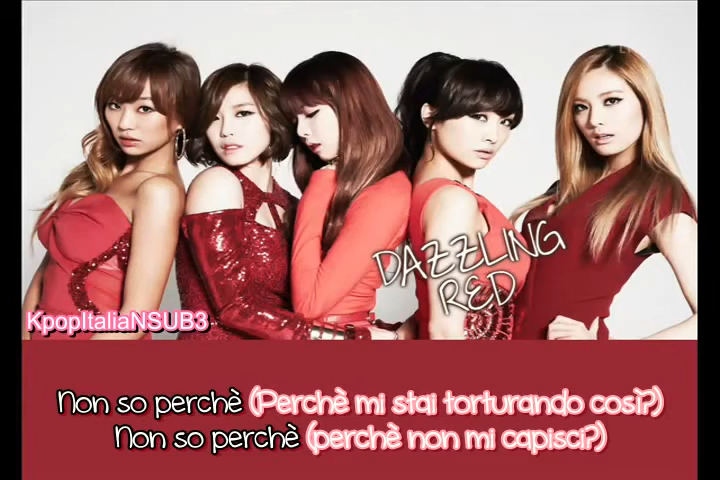 DAZZLING
RED
KpopItaliaNSUB3
Non so perchè (Perchè mi stai torturando così?)
Non so perchè (perchè non mi capisci?)